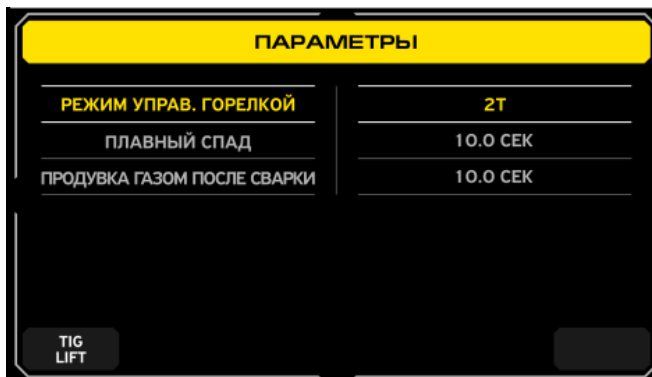 ПАРАМЕТРЫ
РЕЖИМ УПРАВ. ГОРЕЛКОЙ 2T
ПЛАВНЫЙ СПАД 10.0 СЕК
ПРОДУВКА ГАЗОМ ПОСЛЕ СВАРКИ 10.0 СЕК
TIG
LIFT